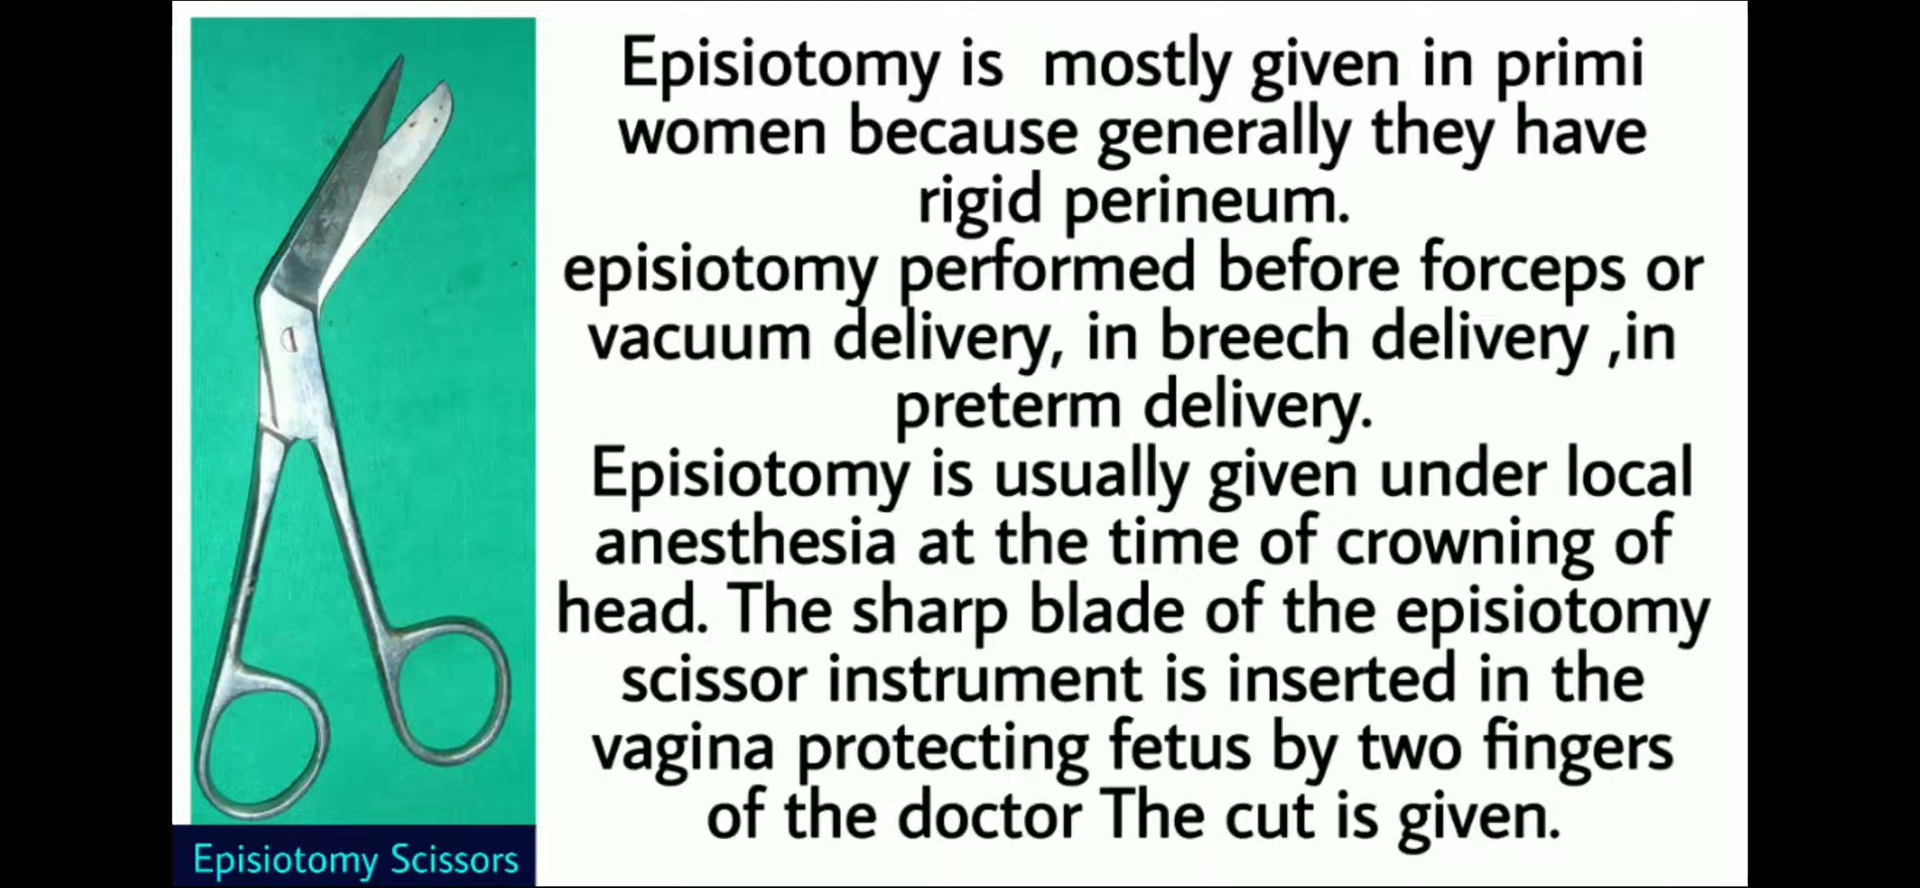 Episiotomy is mostly given in primi
women because generally they have
rigid perineum.
episiotomy performed before forceps or
vacuum delivery, in breech delivery ,in
preterm delivery.
Episiotomy is usually given under local
anesthesia at the time of crowning of
head. The sharp blade of the episiotomy
scissor instrument is inserted in the
vagina protecting fetus by two fingers
of the doctor The cut is given.
Episiotomy Scissors